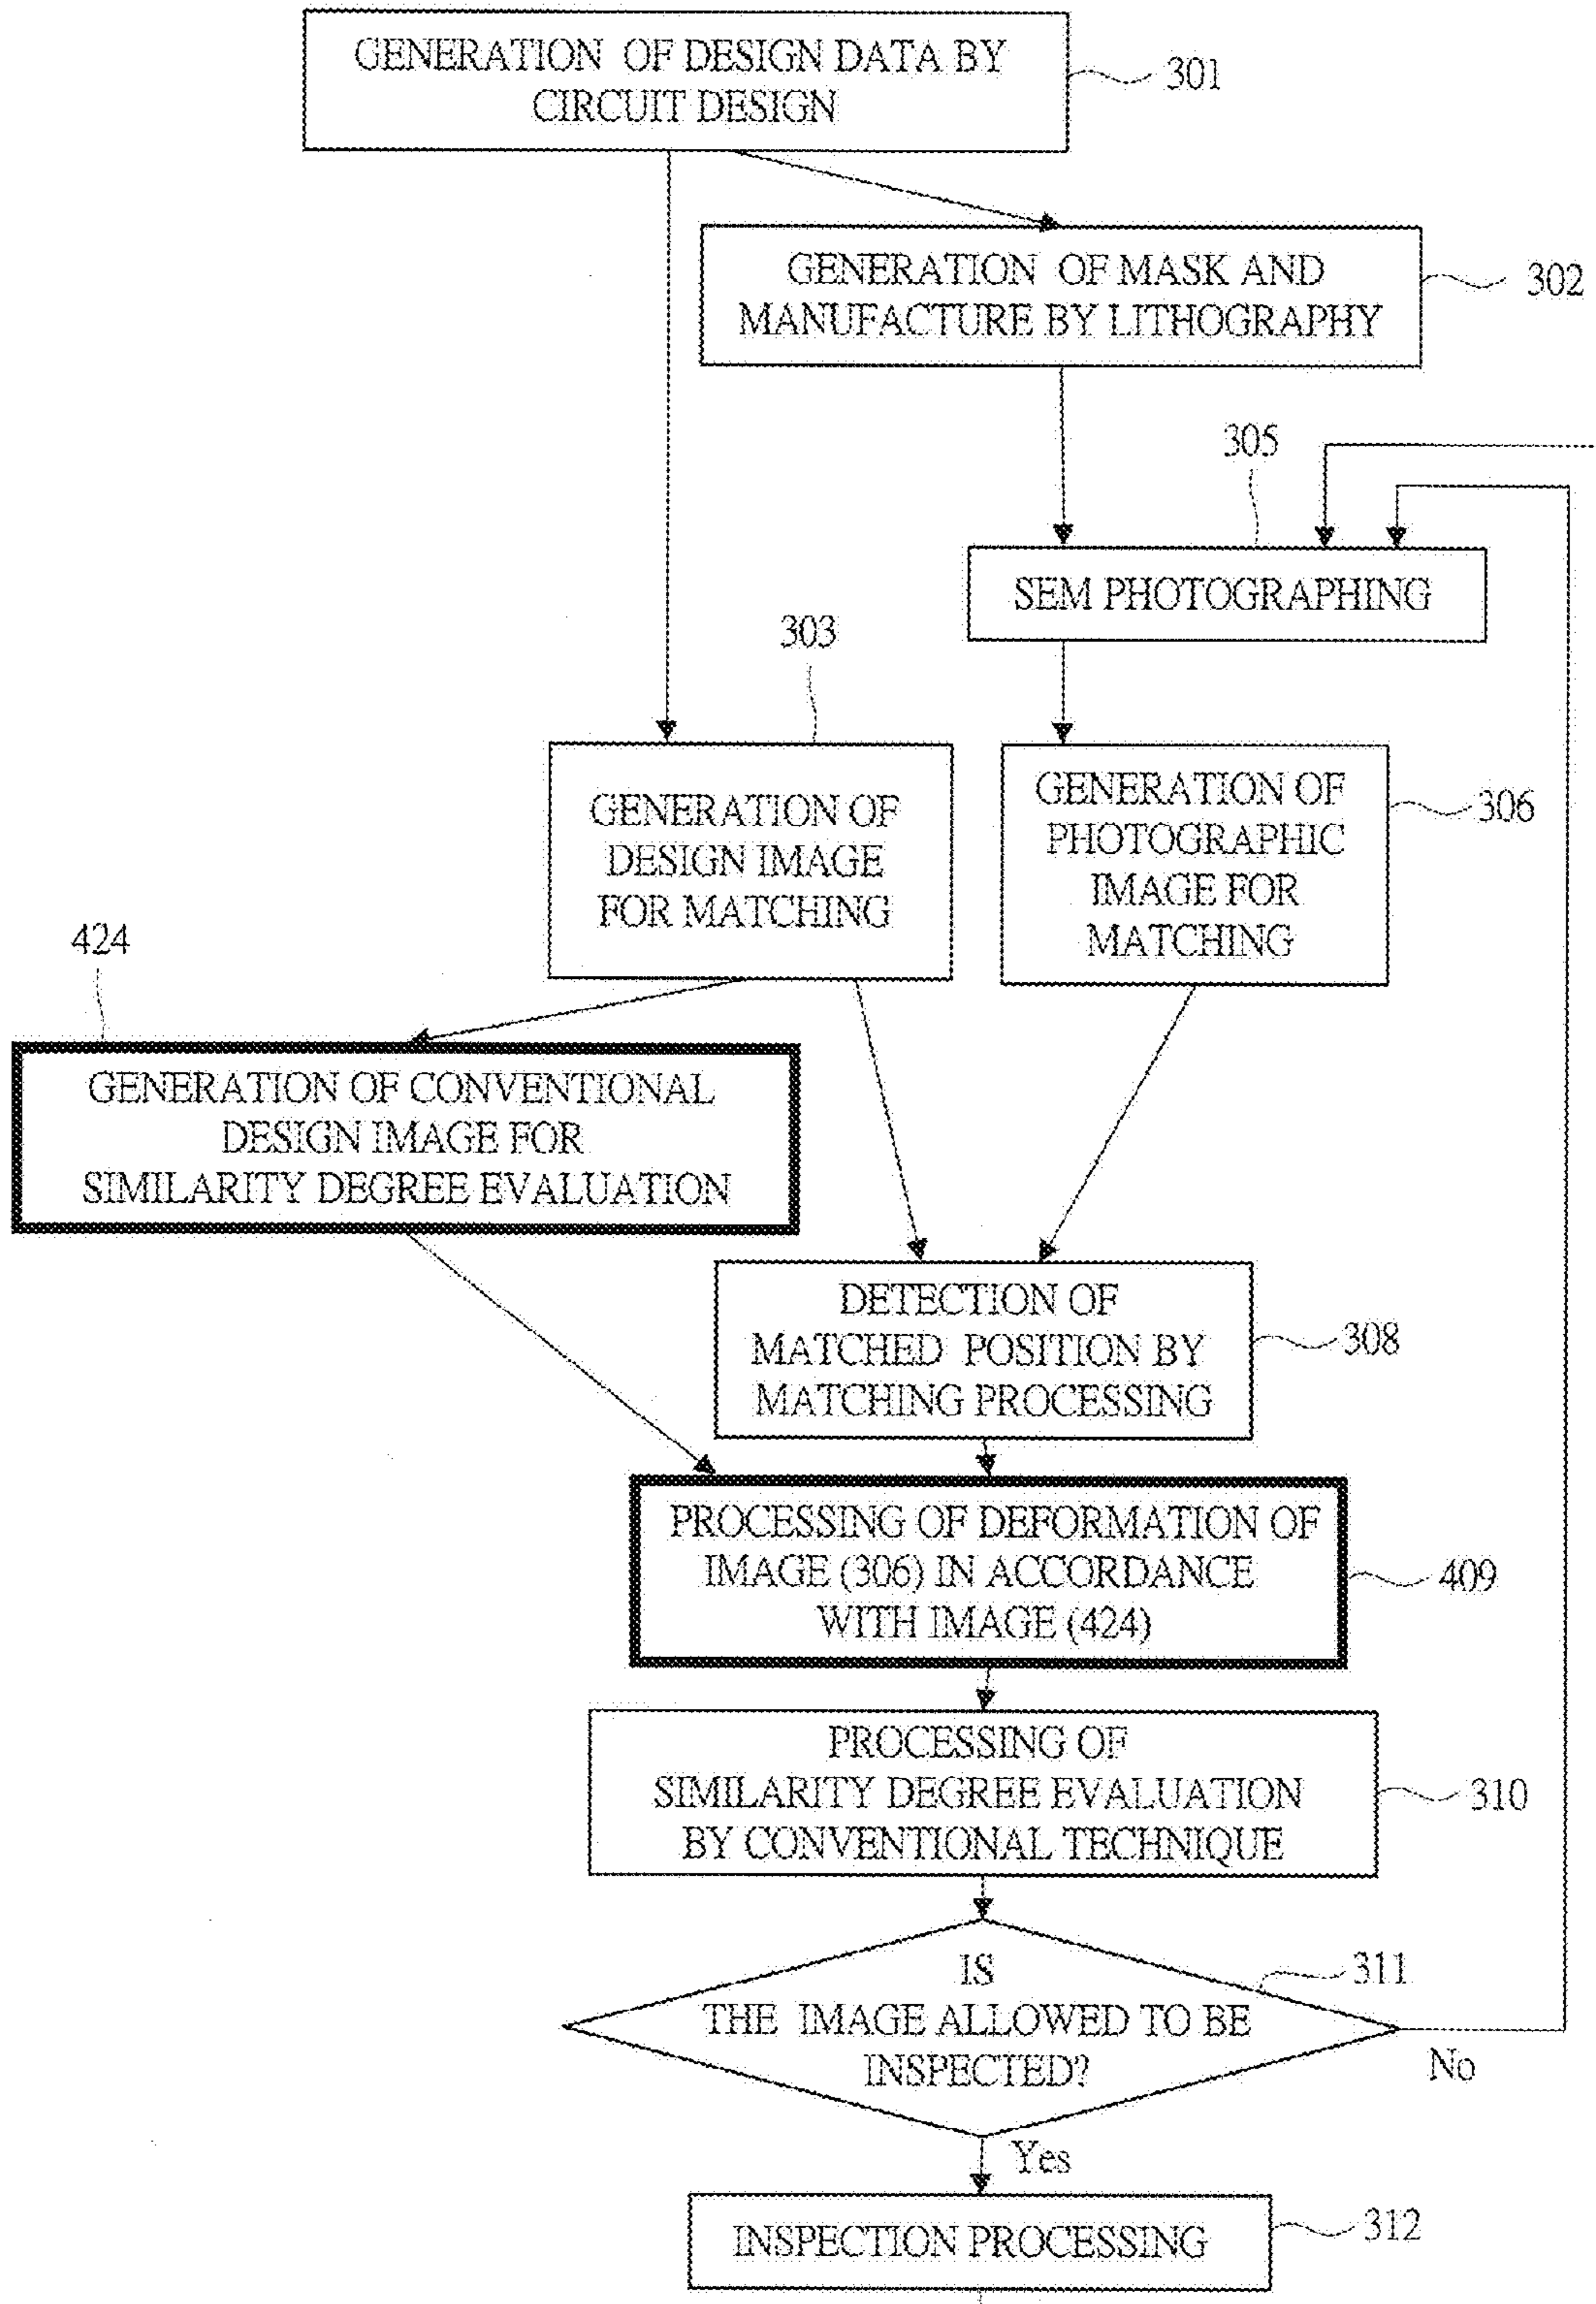 GENERATION OF DESIGN DATA BY
CIRCUIT DESIGN
301
GENERATION OF MASK AND
MANUFACTURE BY LITHOGRAPHY
302
305
SEM PHOTOGRAPHING
303
GENERATION OF
DESIGN IMAGE
FOR MATCHING
GENERATION OF
PHOTOGRAPHIC
IMAGE FOR
MATCHING
306
424
GENERATION OF CONVENTIONAL
DESIGN IMAGE FOR
SIMILARITY DEGREE EVALUATION
DETECTION OF
MATCHED POSITION BY
MATCHING PROCESSING
308
PROCESSING OF DEFORMATION OF
IMAGE (306) IN ACCORDANCE
WITH IMAGE (424)
409
PROCESSING OF
SIMILARITY DEGREE EVALUATION
BY CONVENTIONAL TECHNIQUE
310
IS
THE IMAGE ALLOWED TO BE
INSPECTED?
311
No
Yes
INSPECTION PROCESSING
312